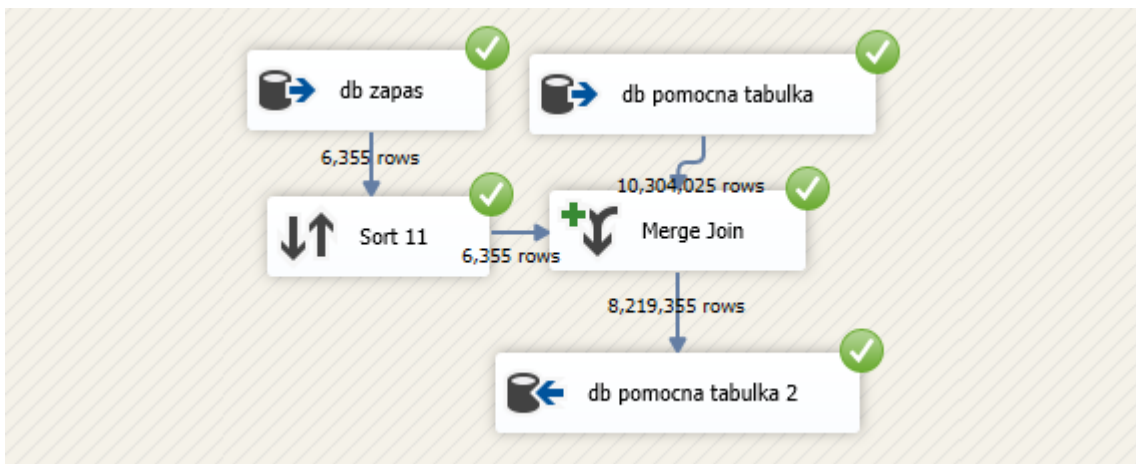 db zapas
db pomocna tabulka
6,355 rows
10,304,025 rows
Sort 11
Merge Join
6,355 rows
8,219,355 rows
db pomocna tabulka 2